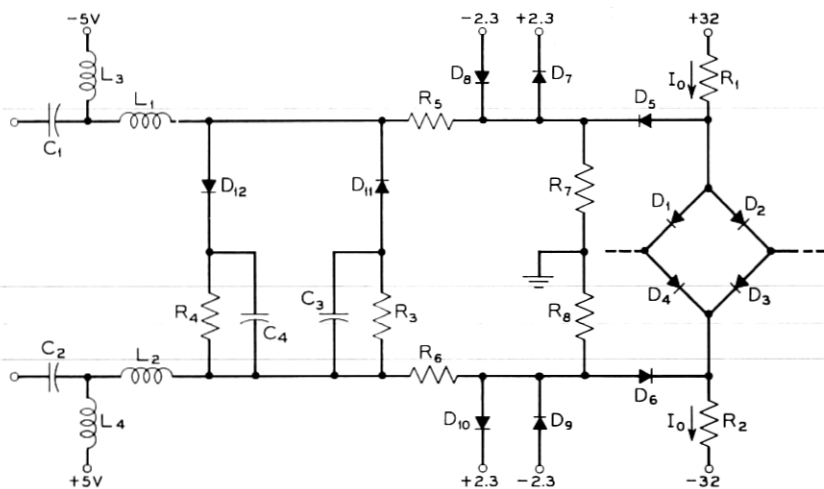 -5V
-2.3
+2.3
+32
L3
D8
D7
I0
R1
L1
R5
D5
C1
D12
D11
R7
D1
D2
R4
C4
C3
R3
R8
D4
D3
C2
L2
R6
D6
L4
D10
D9
I0
R2
+5V
+2.3
-2.3
-32